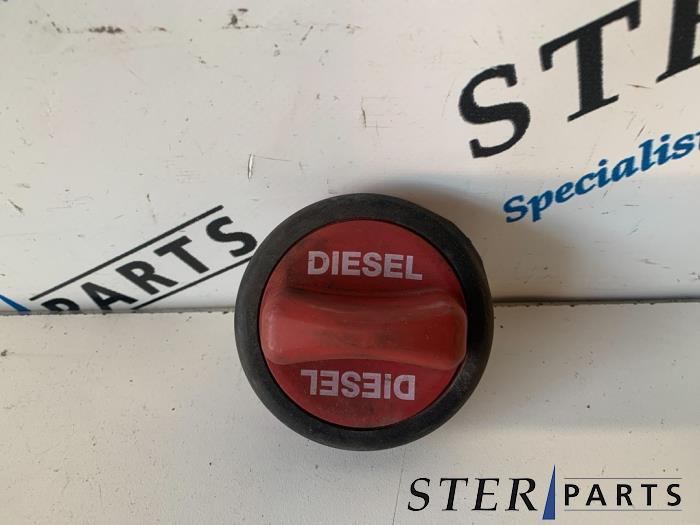 STE
Specialis
PARTS
DIESEL
DIESEL
STER PARTS